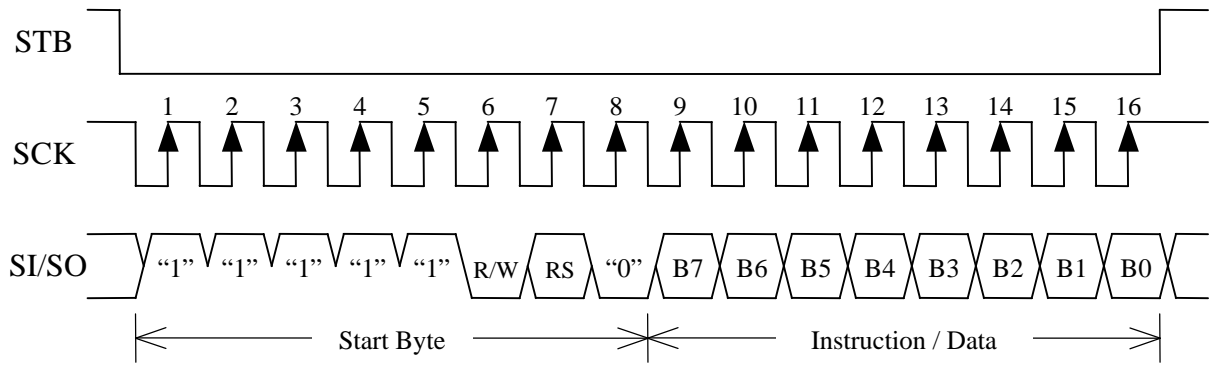 STB
1 2 3 4 5 6 7 8 9 10 11 12 13 14 15 16
SCK
SI/SO “1” “1” “1” “1” “1” R/W RS “0” B7 B6 B5 B4 B3 B2 B1 B0
Start Byte Instruction / Data